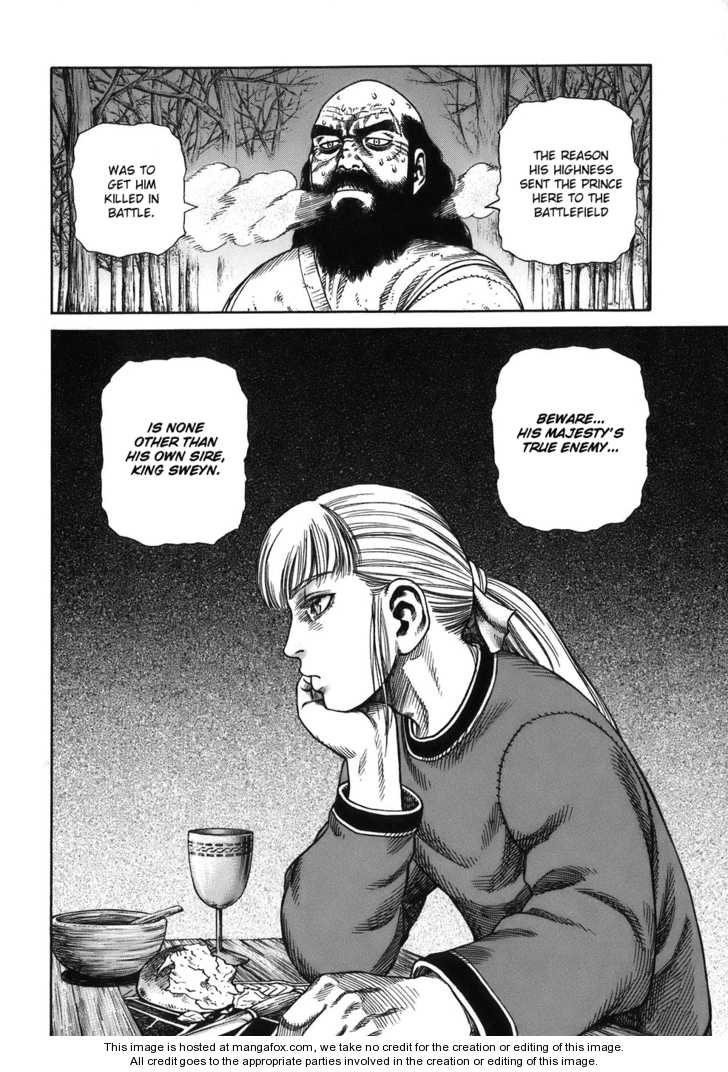 THE REASON
HIS HIGHNESS
SENT THE PRINCE
HERE TO THE
BATTLEFIELD
WAS TO
GET HIM
KILLED IN
BATTLE.
BEWARE...
HIS MAJESTY'S
TRUE ENEMY...
IS NONE
OTHER THAN
HIS OWN SIRE,
KING SWEYN.
This image is hosted at mangafox.com, we take no credit for the creation or editing of this image.
All credit goes to the appropriate parties involved in the creation or editing of this image.